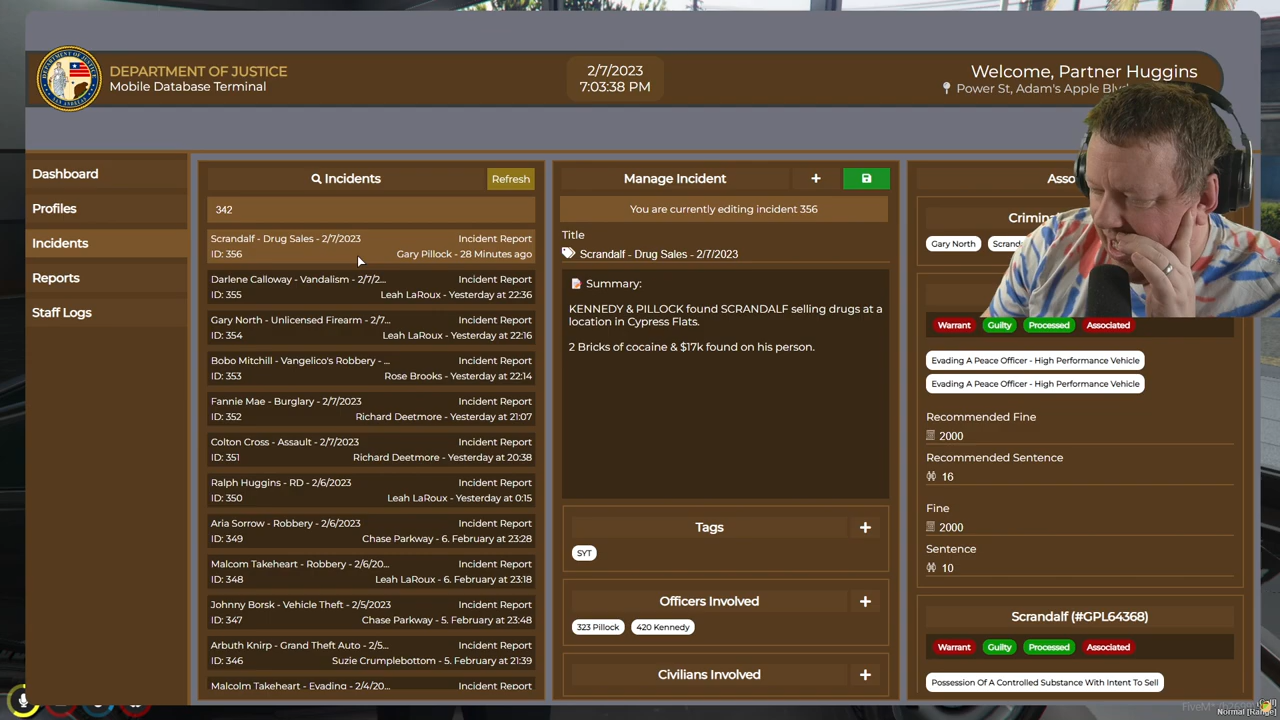 DEPARTMENT OF JUSTICE
Mobile Database Terminal
2/7/2023
7:03:38 PM
Welcome, Partner Huggins
Power St, Adam's Apple Blv
Dashboard
Profiles
Incidents
Reports
Staff Logs
Incidents
Refresh
342
Scrandalf - Drug Sales - 2/7/2023 Incident Report
ID: 356 Gary Pillock - 28 Minutes ago
Darlene Calloway - Vandalism - 2/7/2... Incident Report
ID: 355 Leah LaRoux - Yesterday at 22:36
Gary North - Unlicensed Firearm - 2/7... Incident Report
ID: 354 Leah LaRoux - Yesterday at 22:16
Bobo Mitchill - Vangelico's Robbery - ... Incident Report
ID: 353 Rose Brooks - Yesterday at 22:14
Fannie Mae - Burglary - 2/7/2023 Incident Report
ID: 352 Richard Deetmore - Yesterday at 21:07
Colton Cross - Assault - 2/7/2023 Incident Report
ID: 351 Richard Deetmore - Yesterday at 20:38
Ralph Huggins - RD - 2/6/2023 Incident Report
ID: 350 Leah LaRoux - Yesterday at 0:15
Aria Sorrow - Robbery - 2/6/2023 Incident Report
ID: 349 Chase Parkway - 6. February at 23:28
Malcom Takeheart - Robbery - 2/6/20... Incident Report
ID: 348 Leah LaRoux - 6. February at 23:18
Johnny Borsk - Vehicle Theft - 2/5/2023 Incident Report
ID: 347 Chase Parkway - 5. February at 23:48
Arbuth Knirp - Grand Theft Auto - 2/5... Incident Report
ID: 346 Suzie Crumplebottom - 5. February at 21:39
Malcolm Takeheart - Evading - 2/4/20... Incident Report
Manage Incident +
You are currently editing incident 356
Title
Scrandalf - Drug Sales - 2/7/2023
Summary:
KENNEDY & PILLOCK found SCRANDALF selling drugs at a
location in Cypress Flats.
2 Bricks of cocaine & $17k found on his person.
Tags +
SYT
Officers Involved +
323 Pillock 420 Kennedy
Civilians Involved +
Asso
Crimin
Gary North Scrand
Warrant Guilty Processed Associated
Evading A Peace Officer - High Performance Vehicle
Evading A Peace Officer - High Performance Vehicle
Recommended Fine
2000
Recommended Sentence
16
Fine
2000
Sentence
10
Scrandalf (#GPL64368)
Warrant Guilty Processed Associated
Possession Of A Controlled Substance With Intent To Sell
Normal [Range]